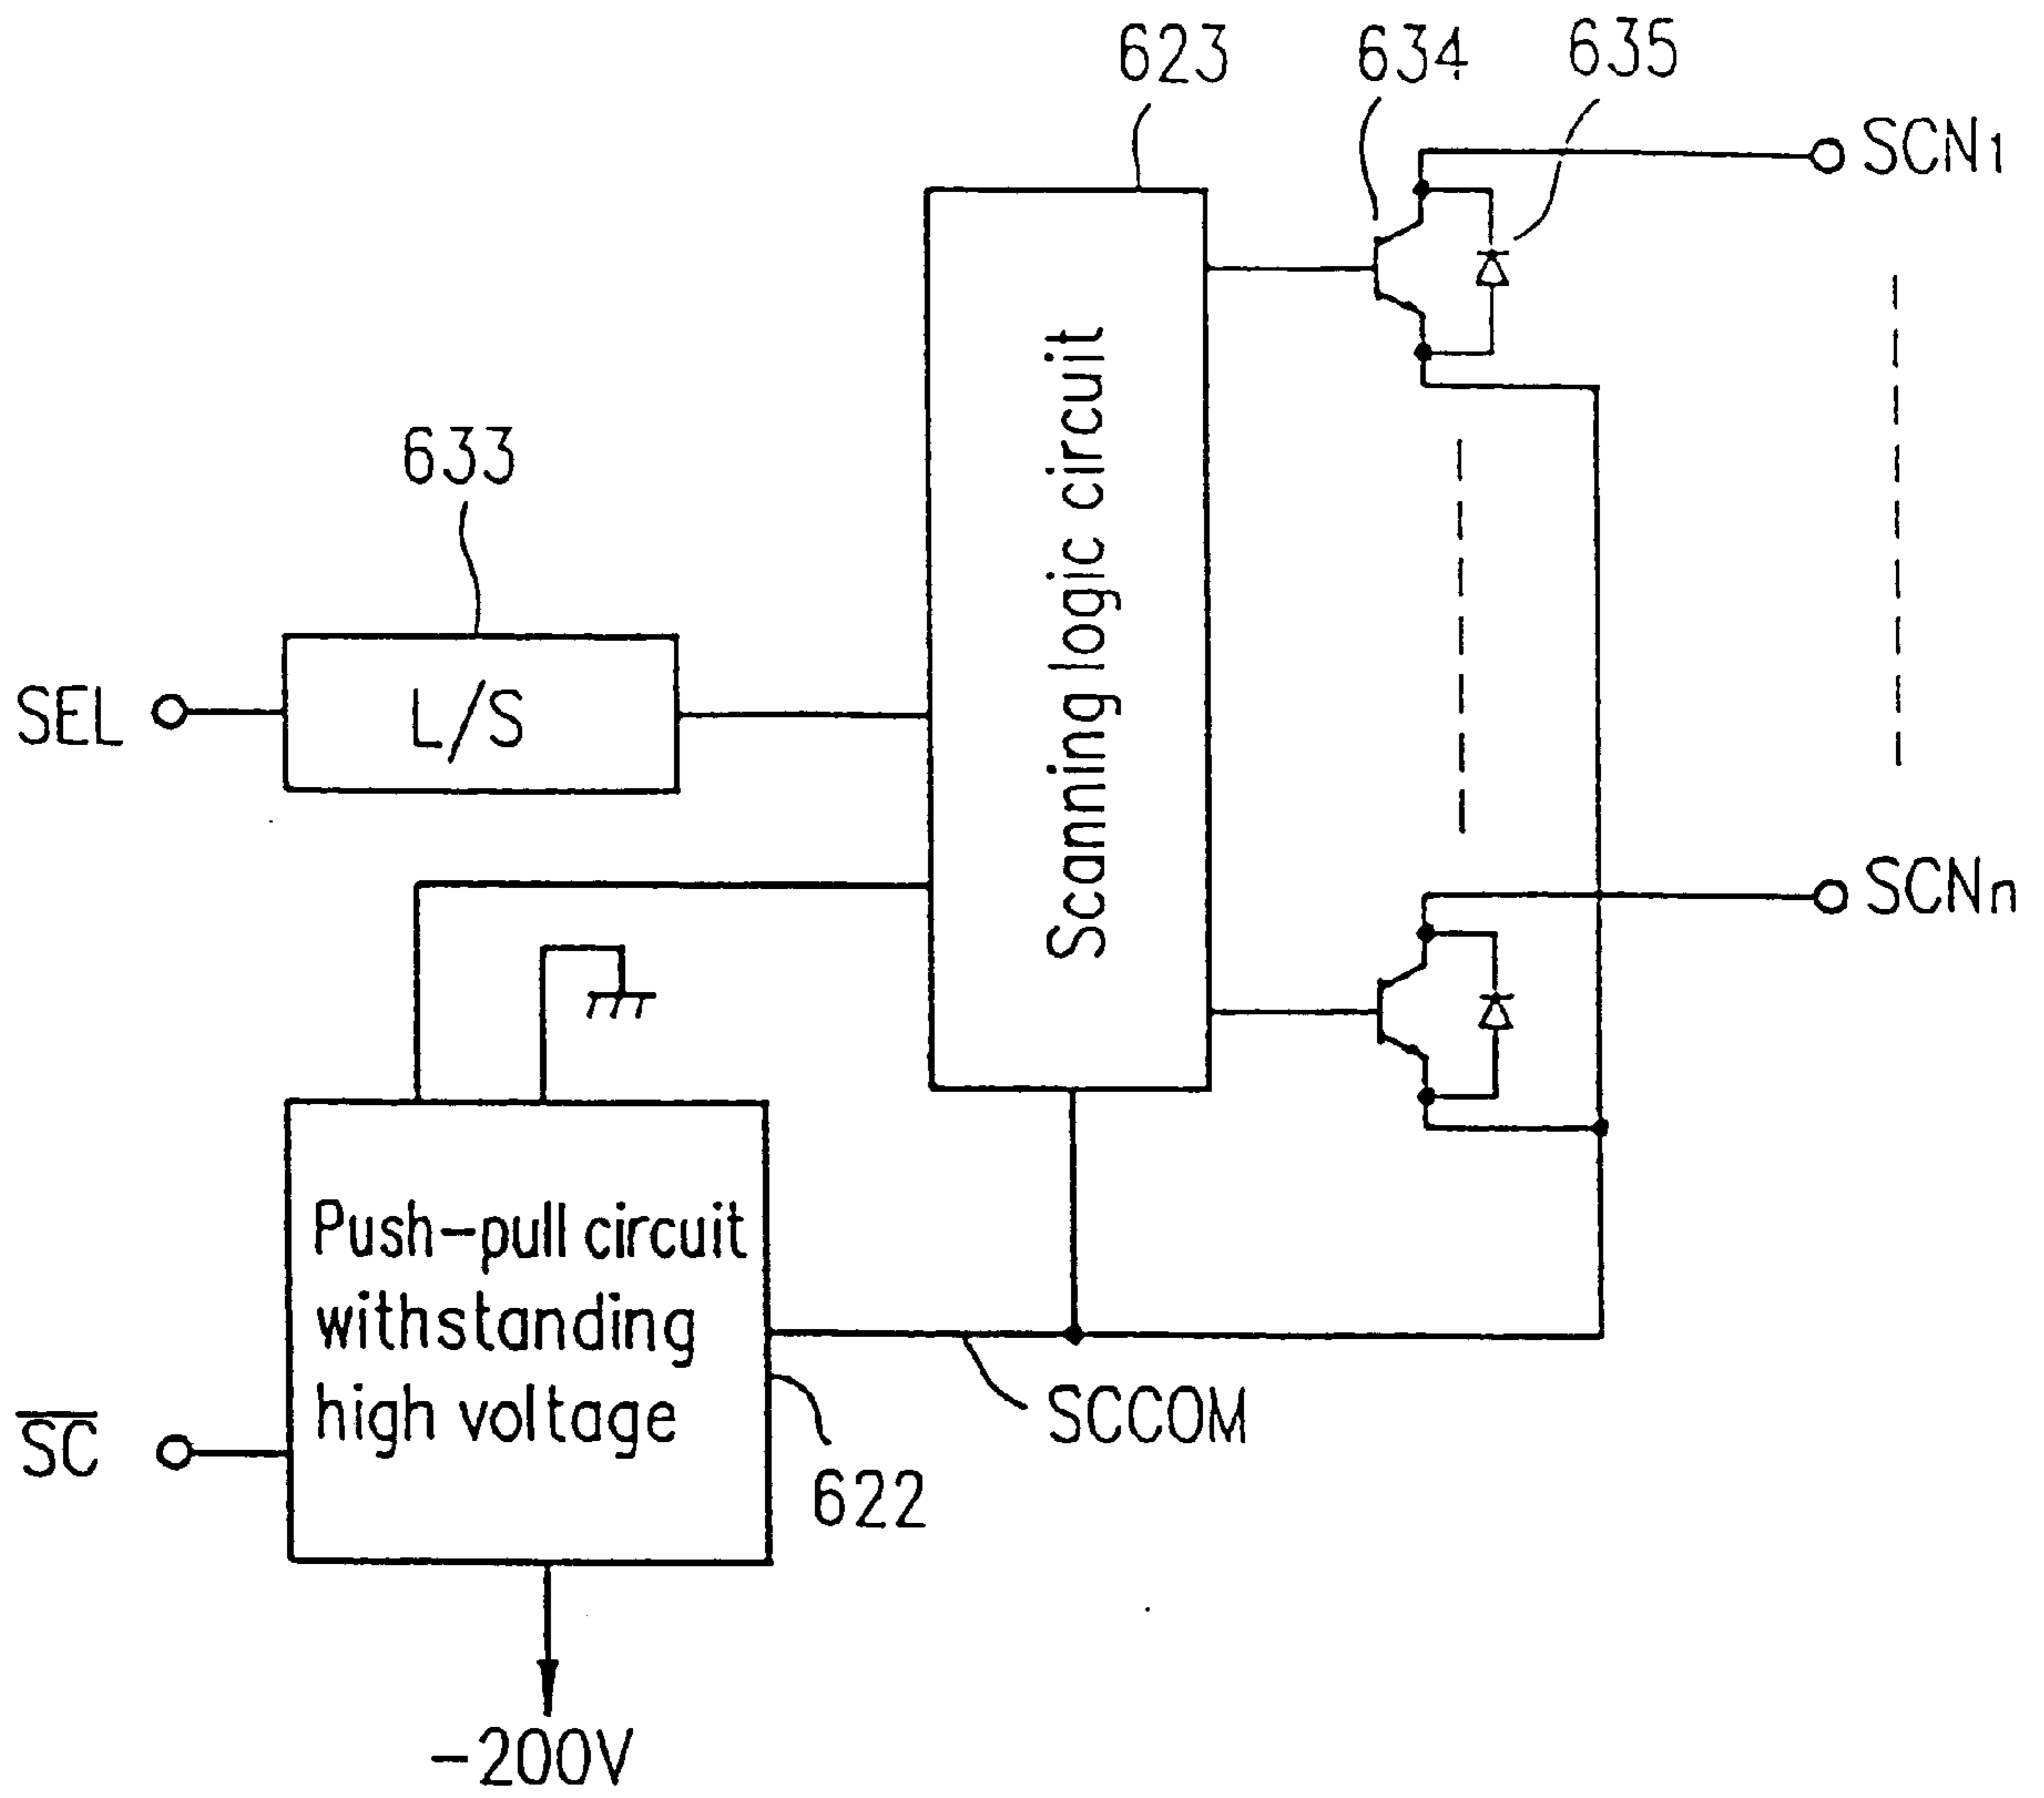 623
634
635
SCN1
633
Scanning logic circuit
SEL
L/S
SCNn
Push-pull circuit
withstanding
high voltage
SCCOM
S̅C̅
622
-200V